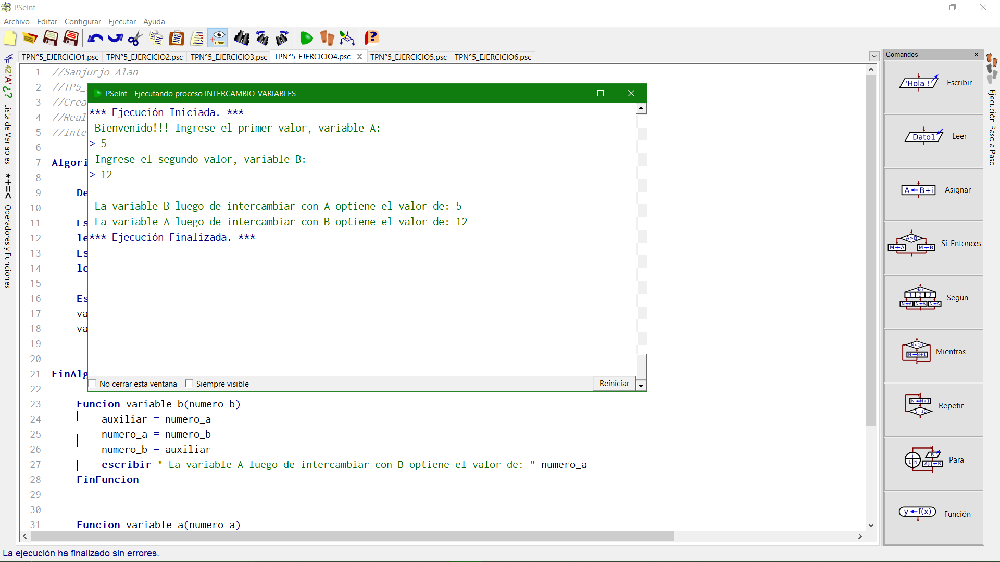 PSeInt
Archivo Editar Configurar Ejecutar Ayuda
TPN°5_EJERCICIO1.psc TPN°5_EJERCICIO2.psc TPN°5_EJERCICIO3.psc TPN°5_EJERCICIO4.psc TPN°5_EJERCICIO5.psc TPN°5_EJERCICIO6.psc
Lista de Variables
Operadores y Funciones
*+=<
42 'A' ¿?
1 //Sanjurjo_Alan
2 //TP5_
3 //Crea
4 //Real
5 //inte
6
7 Algori
8
9 De
10
11 Es
12 le
13 Es
14 le
15
16 Es
17 va
18 va
19
20
21 FinAlg
22
23 Funcion variable_b(numero_b)
24 auxiliar = numero_a
25 numero_a = numero_b
26 numero_b = auxiliar
27 escribir " La variable A luego de intercambiar con B optiene el valor de: " numero_a
28 FinFuncion
29
30
31 Funcion variable_a(numero_a)
PSeInt - Ejecutando proceso INTERCAMBIO_VARIABLES
*** Ejecución Iniciada. ***
Bienvenido!!! Ingrese el primer valor, variable A:
> 5
Ingrese el segundo valor, variable B:
> 12
La variable B luego de intercambiar con A optiene el valor de: 5
La variable A luego de intercambiar con B optiene el valor de: 12
*** Ejecución Finalizada. ***
No cerrar esta ventana Siempre visible Reiniciar
Comandos
'Hola !' Escribir
Dato1 Leer
A←B+i Asignar
A>B M←A M←B Si-Entonces
dat 1 2 3 N←A N←A N←A Según
N<10 N←N+1 Mientras
N←N+1 N=10 Repetir
1 N B A[i]←B Para
y←f(x) Función
Ejecución Paso a Paso
La ejecución ha finalizado sin errores.